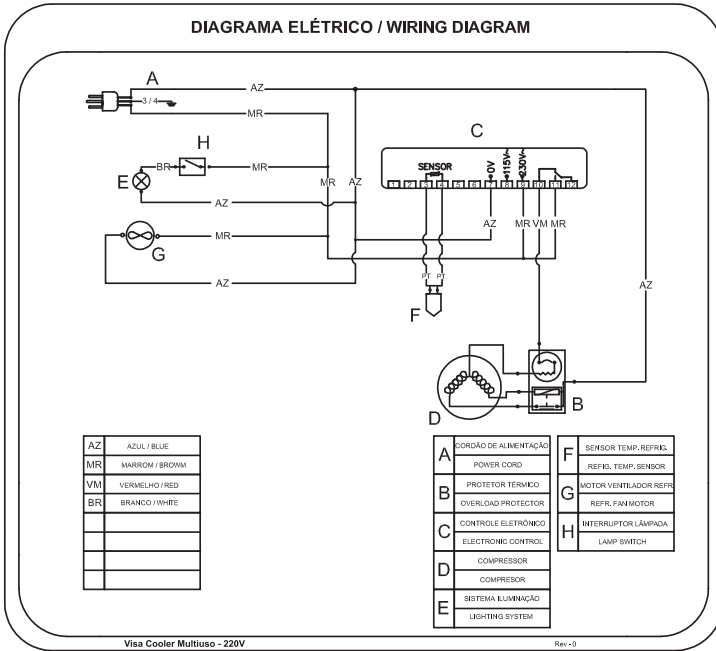 DIAGRAMA ELÉTRICO / WIRING DIAGRAM
A
AZ
3 / 4
MR
H
C
BR
MR
SENSOR
0V
115V~
230V~
E
MR
AZ
1 2 3 4 5 6 7 8 9 10 11 12
AZ
MR
AZ
MR VM MR
G
AZ
AZ
PT PT
F
D
B
AZ AZUL / BLUE
MR MARROM / BROWM
VM VERMELHO / RED
BR BRANCO / WHITE
A CORDÃO DE ALIMENTAÇÃO
POWER CORD
B PROTETOR TÉRMICO
OVERLOAD PROTECTOR
C CONTROLE ELETRÔNICO
ELECTRONIC CONTROL
D COMPRESSOR
COMPRESOR
E SISTEMA ILUMINAÇÃO
LIGHTING SYSTEM
F SENSOR TEMP. REFRIG.
REFIG. TEMP. SENSOR
G MOTOR VENTILADOR REFR
REFR. FAN MOTOR
H INTERRUPTOR LÂMPADA
LAMP SWITCH
Visa Cooler Multiuso - 220V
Rev - 0